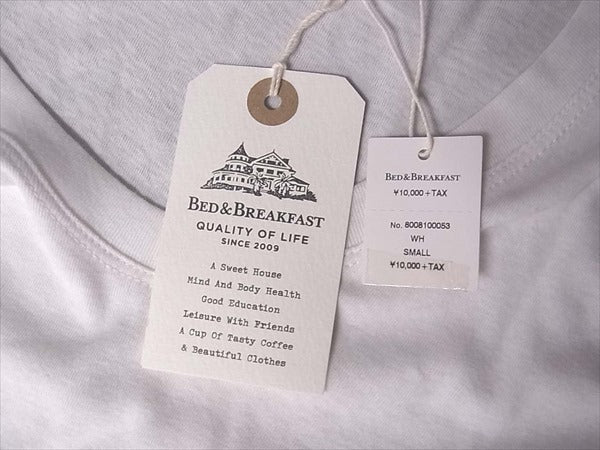 BED&BREAKFAST
QUALITY OF LIFE
SINCE 2009
A Sweet House
Mind And Body Health
Good Education
Leisure With Friends
A Cup Of Tasty Coffee
& Beautiful Clothes
BED&BREAKFAST
¥10,000+TAX
No. 8008100053
WH
SMALL
¥10,000+TAX